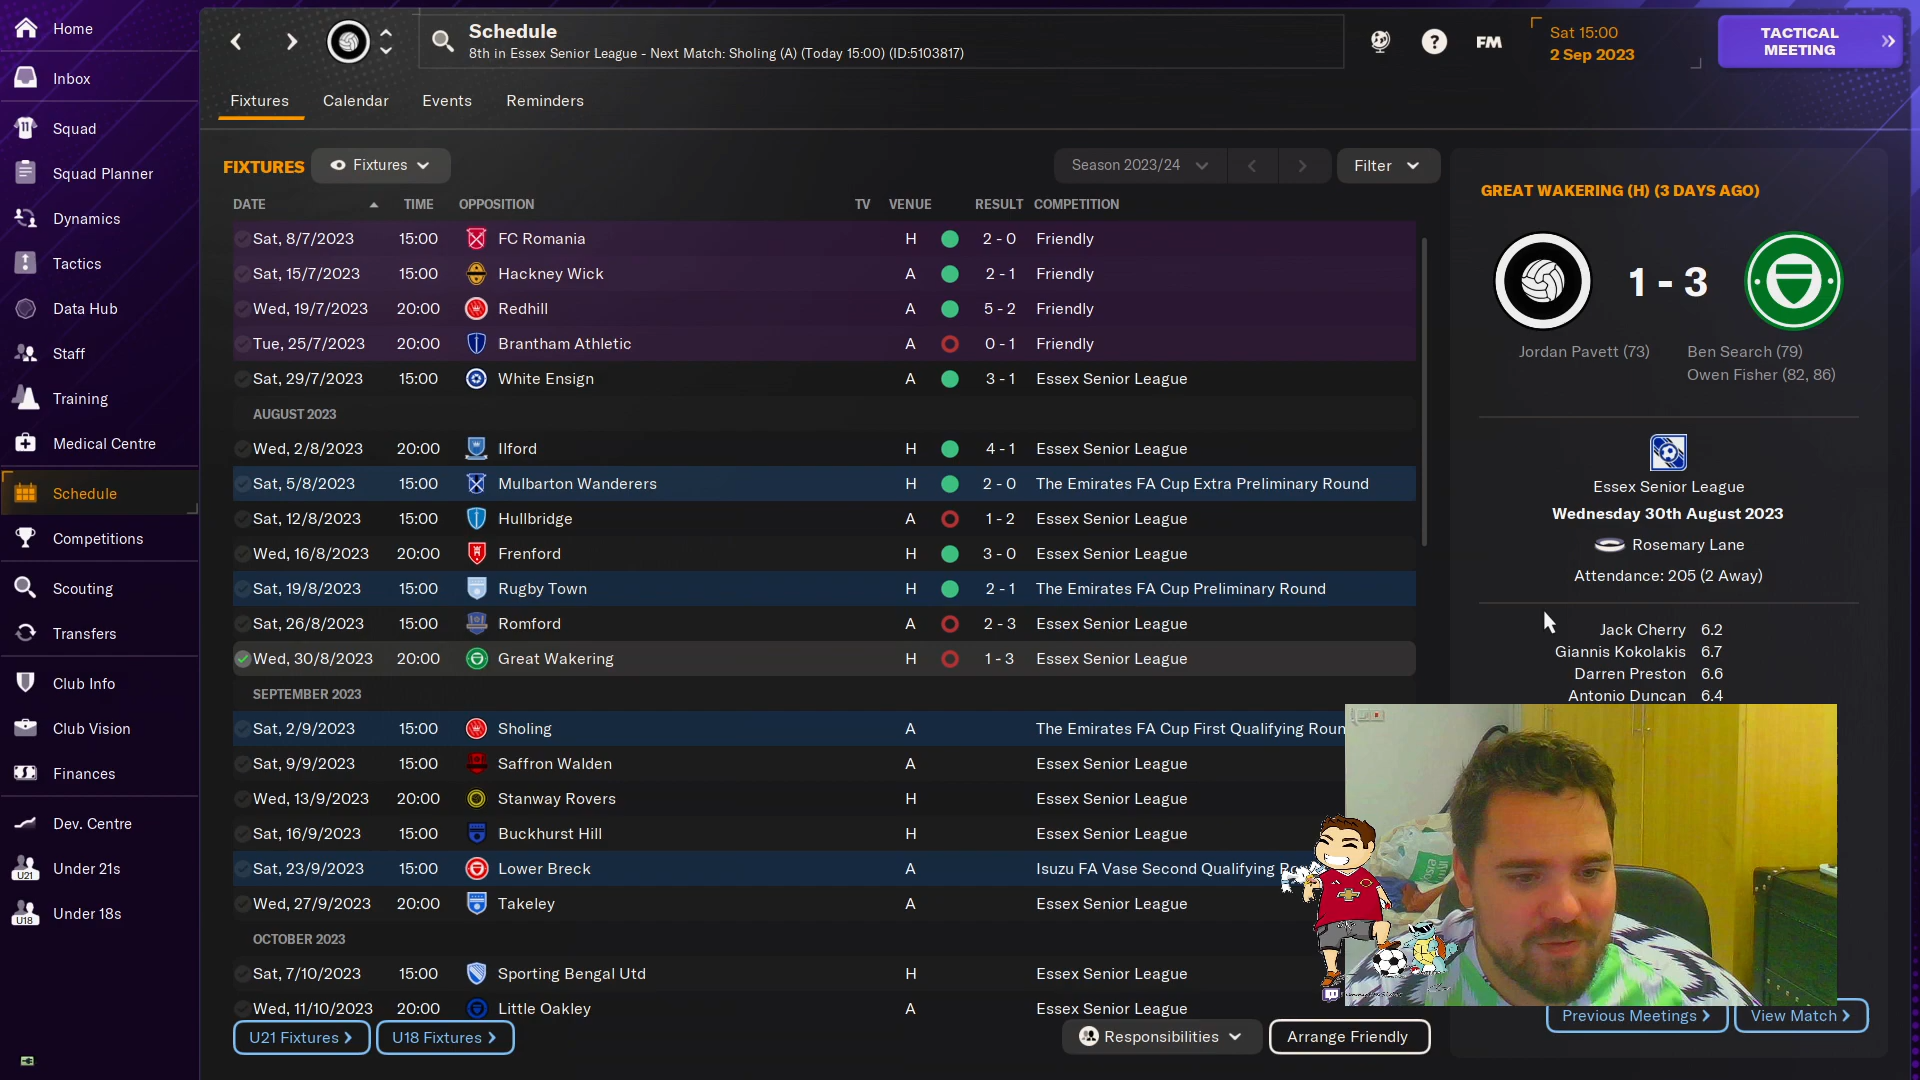 Home
Inbox
Squad
Squad Planner
Dynamics
Tactics
Data Hub
Staff
Training
Medical Centre
Schedule
Competitions
Scouting
Transfers
Club Info
Club Vision
Finances
Dev. Centre
U21 Under 21s
U18 Under 18s
Schedule
8th in Essex Senior League - Next Match: Sholing (A) (Today 15:00) (ID:5103817)
? FM
Sat 15:00
2 Sep 2023
TACTICAL MEETING
Fixtures Calendar Events Reminders
FIXTURES Fixtures Season 2023/24 Filter
DATE TIME OPPOSITION TV VENUE RESULT COMPETITION
Sat, 8/7/2023 15:00 FC Romania H 2 - 0 Friendly
Sat, 15/7/2023 15:00 Hackney Wick A 2 - 1 Friendly
Wed, 19/7/2023 20:00 Redhill A 5 - 2 Friendly
Tue, 25/7/2023 20:00 Brantham Athletic A 0 - 1 Friendly
Sat, 29/7/2023 15:00 White Ensign A 3 - 1 Essex Senior League
AUGUST 2023
Wed, 2/8/2023 20:00 Ilford H 4 - 1 Essex Senior League
Sat, 5/8/2023 15:00 Mulbarton Wanderers H 2 - 0 The Emirates FA Cup Extra Preliminary Round
Sat, 12/8/2023 15:00 Hullbridge A 1 - 2 Essex Senior League
Wed, 16/8/2023 20:00 Frenford H 3 - 0 Essex Senior League
Sat, 19/8/2023 15:00 Rugby Town H 2 - 1 The Emirates FA Cup Preliminary Round
Sat, 26/8/2023 15:00 Romford A 2 - 3 Essex Senior League
Wed, 30/8/2023 20:00 Great Wakering H 1 - 3 Essex Senior League
SEPTEMBER 2023
Sat, 2/9/2023 15:00 Sholing A The Emirates FA Cup First Qualifying Roun
Sat, 9/9/2023 15:00 Saffron Walden A Essex Senior League
Wed, 13/9/2023 20:00 Stanway Rovers H Essex Senior League
Sat, 16/9/2023 15:00 Buckhurst Hill H Essex Senior League
Sat, 23/9/2023 15:00 Lower Breck A Isuzu FA Vase Second Qualifying
Wed, 27/9/2023 20:00 Takeley A Essex Senior League
OCTOBER 2023
Sat, 7/10/2023 15:00 Sporting Bengal Utd H Essex Senior League
Wed, 11/10/2023 20:00 Little Oakley A Essex Senior League
U21 Fixtures U18 Fixtures Responsibilities Arrange Friendly
GREAT WAKERING (H) (3 DAYS AGO)
1 - 3
Jordan Pavett (73) Ben Search (79)
Owen Fisher (82, 86)
Essex Senior League
Wednesday 30th August 2023
Rosemary Lane
Attendance: 205 (2 Away)
Jack Cherry 6.2
Giannis Kokolakis 6.7
Darren Preston 6.6
Antonio Duncan 6.4
Previous Meetings View Match